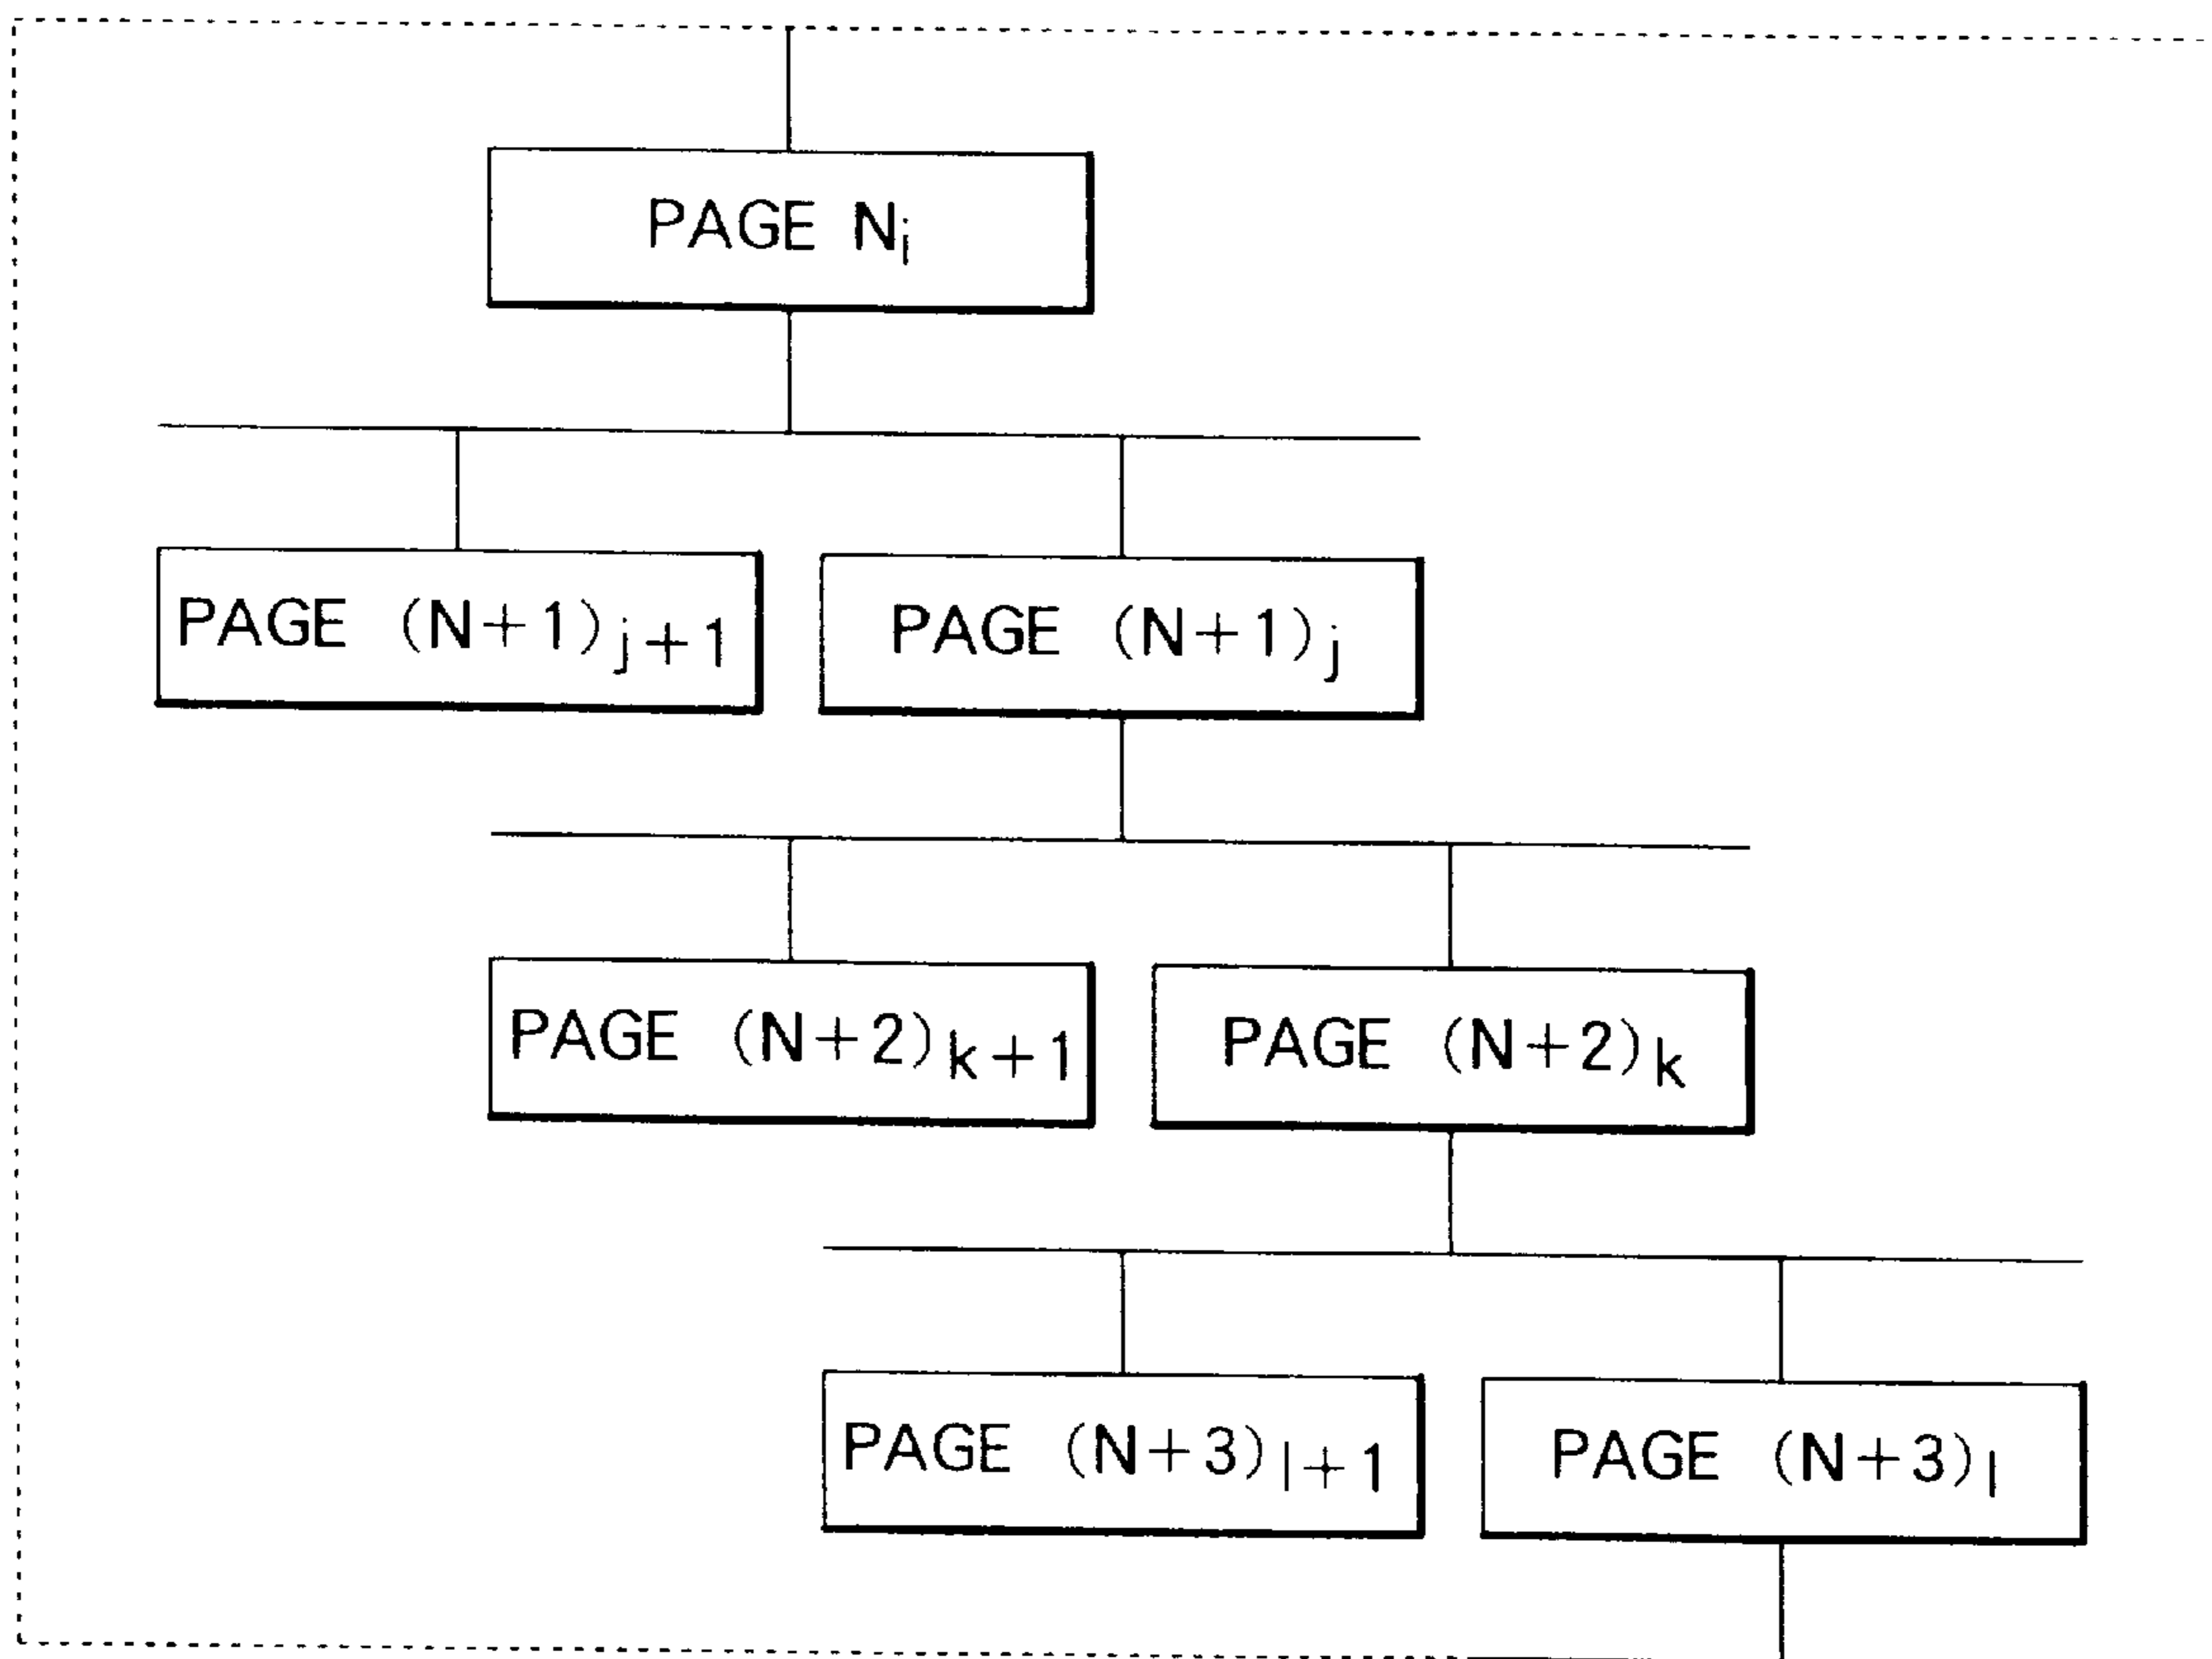 PAGE Nᵢ
PAGE (N+1)ⱼ₊₁
PAGE (N+1)ⱼ
PAGE (N+2)ₖ₊₁
PAGE (N+2)ₖ
PAGE (N+3)ₗ₊₁
PAGE (N+3)ₗ